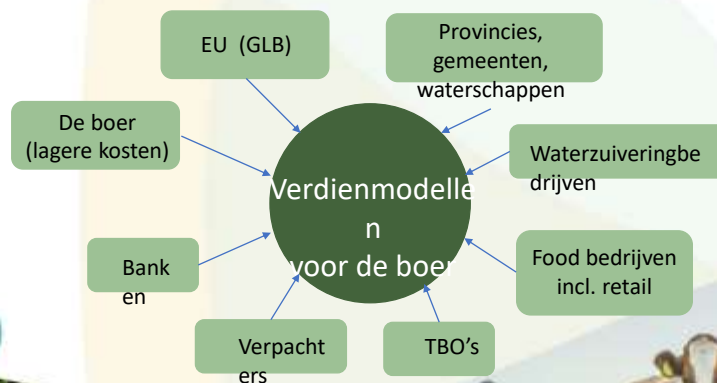 EU (GLB)
Provincies,
gemeenten,
waterschappen
De boer
(lagere kosten)
Waterzuiveringbe
drijven
Verdienmodelle
n
voor de boer
Bank
en
Food bedrijven
incl. retail
Verpacht
ers
TBO's